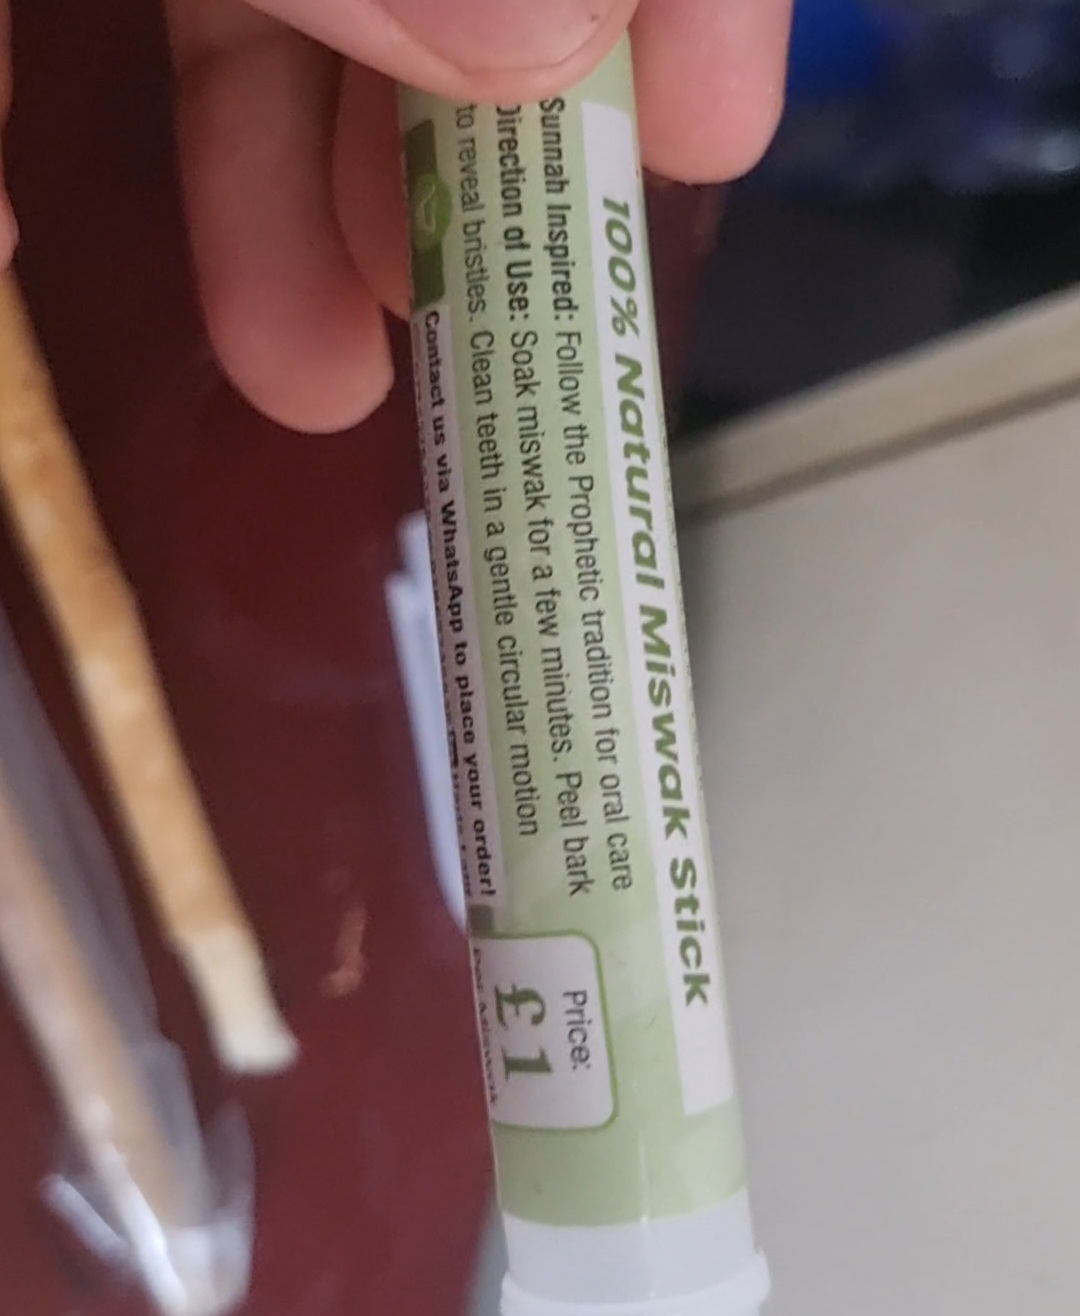 100% Natural Miswak Stick
Sunnah Inspired: Follow the Prophetic tradition for oral care
Direction of Use: Soak miswak for a few minutes. Peel bark
to reveal bristles. Clean teeth in a gentle circular motion
Contact us via WhatsApp to place your order!
Price:
£1